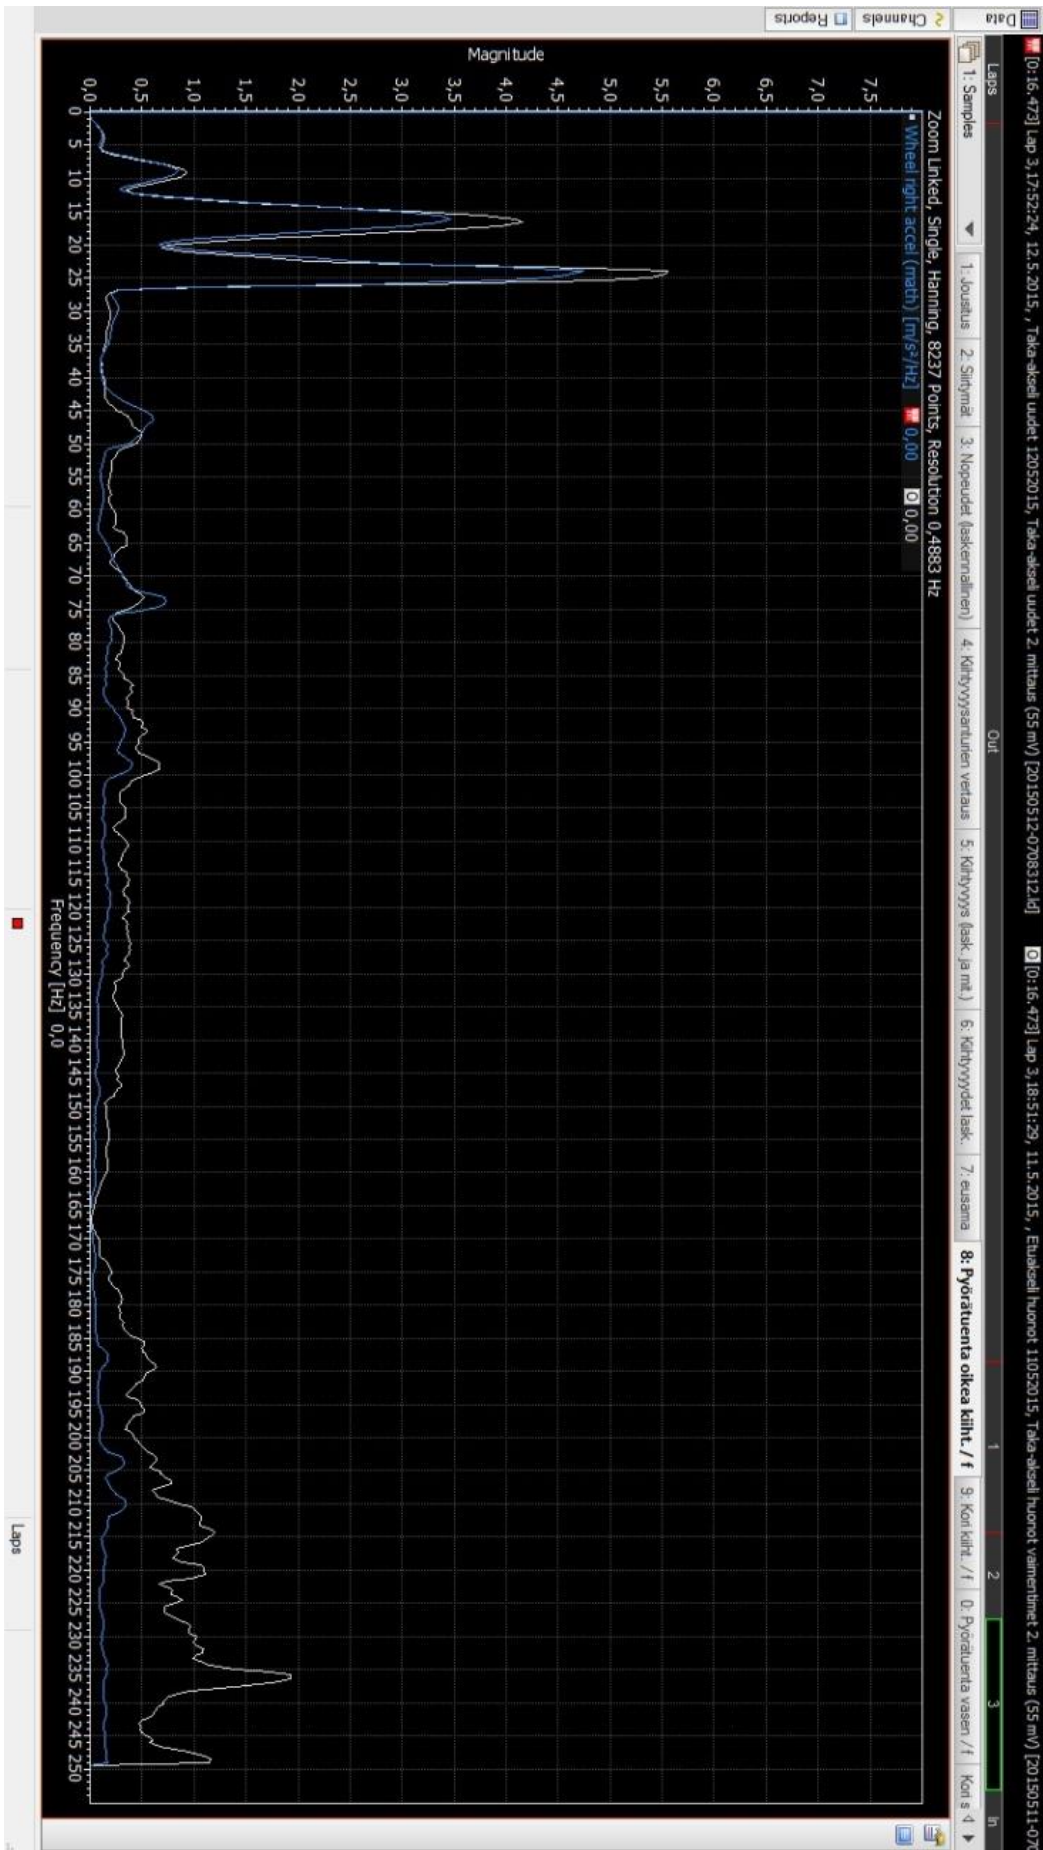 [0:16.473] Lap 3,17:52:24, 12.5.2015, , Taka-akseli uudet 12052015, Taka-akseli uudet 2. mittaus (55 mV) [20150512-0708312.ld]
O [0:16.473] Lap 3,18:51:29, 11.5.2015, , Etuakseli huonot 11052015, Taka-akseli huonot vaimentimet 2. mittaus (55 mV) [20150511-070
Laps Out 1 2 3 In
1: Samples
1: Jousitus 2: Siirtymät 3: Nopeudet (laskennallinen) 4: Kiihtyvyysanturien vertaus 5: Kiihtyvyys (lask. ja mit.) 6: Kiihtyvyydet lask. 7: eusama 8: Pyörätuenta oikea kiiht. / f 9: Kori kiiht. / f 0: Pyörätuenta vasen / f Kori s
Data
Channels
Reports
Zoom Linked, Single, Hanning, 8237 Points, Resolution 0,4883 Hz
Wheel right accel (math) [m/s²/Hz] 0,00 O 0,00
Magnitude
7,5
7,0
6,5
6,0
5,5
5,0
4,5
4,0
3,5
3,0
2,5
2,0
1,5
1,0
0,5
0,0
0 5 10 15 20 25 30 35 40 45 50 55 60 65 70 75 80 85 90 95 100 105 110 115 120 125 130 135 140 145 150 155 160 165 170 175 180 185 190 195 200 205 210 215 220 225 230 235 240 245 250
Frequency [Hz] 0,0
Laps